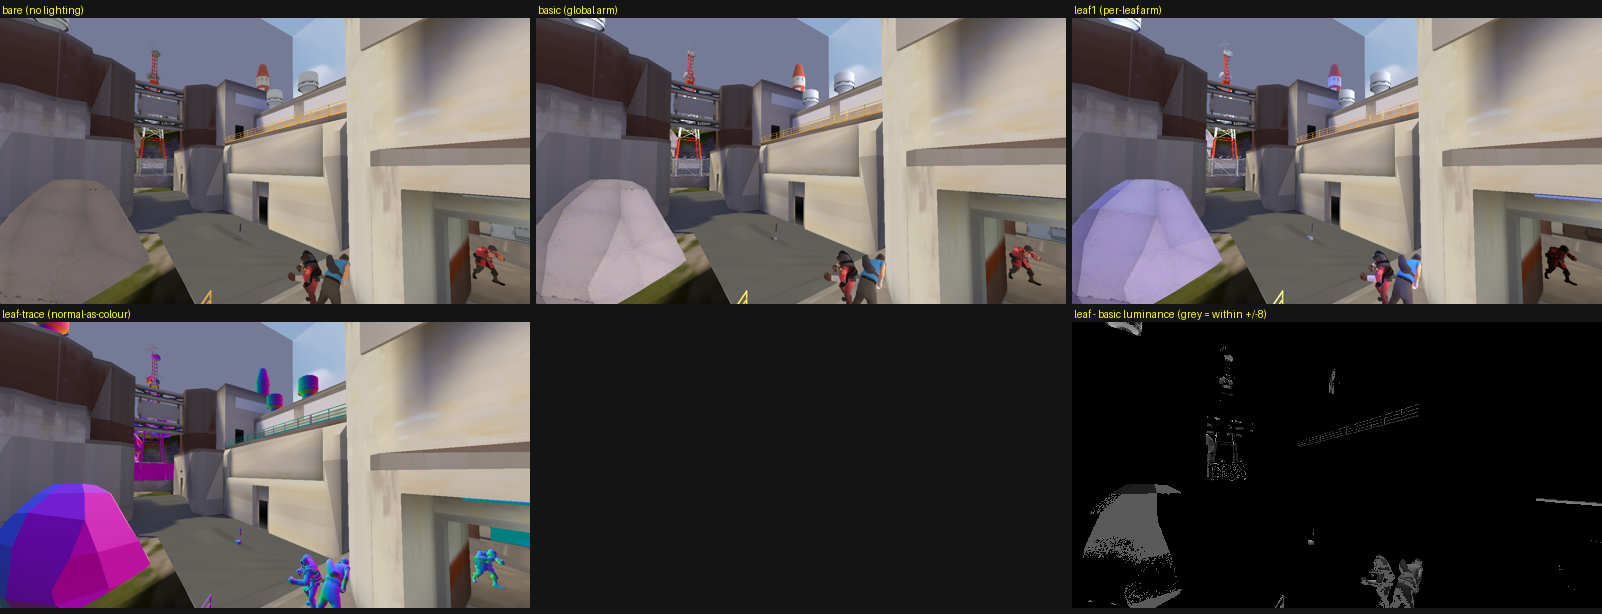 bare (no lighting)
basic (global arm)
leaf1 (per-leaf arm)
leaf-trace (normal-as-colour)
leaf - basic luminance (grey = within +/-8)